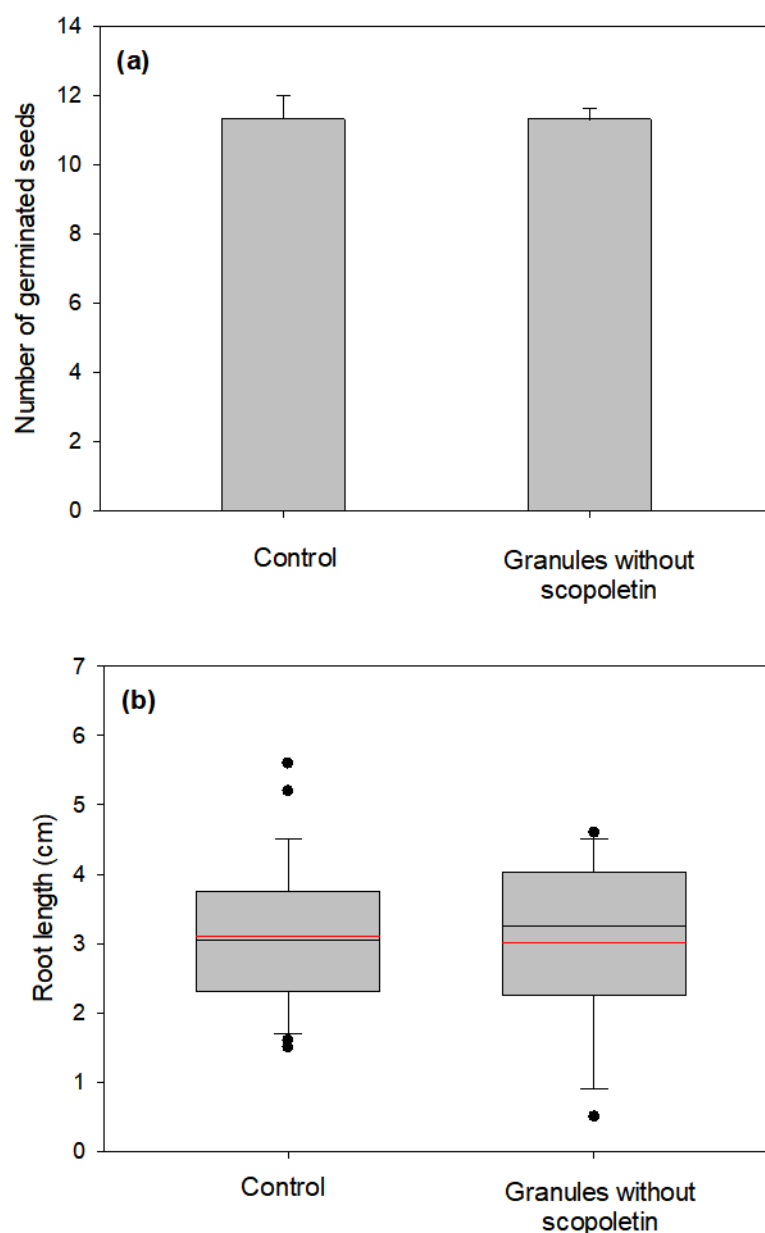 14
(a)
12
10
8
6
4
2
0
Number of germinated seeds
Control
Granules without
scopoletin
7
(b)
6
5
4
3
2
1
0
Root length (cm)
Control
Granules without
scopoletin